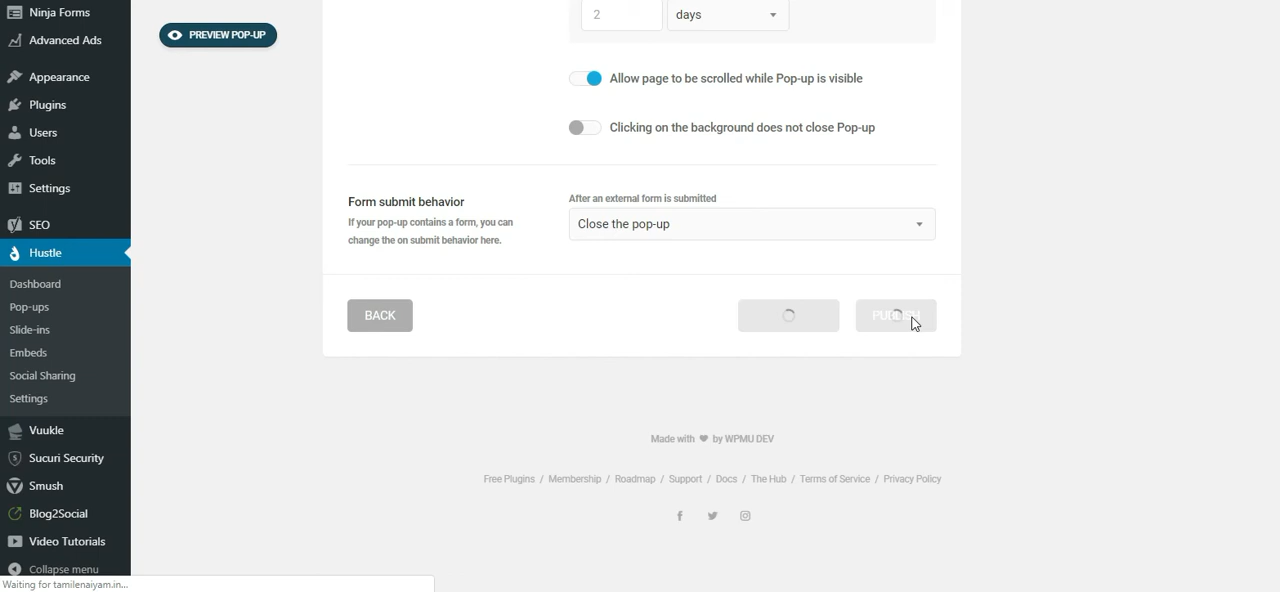 Ninja Forms
Advanced Ads
Appearance
Plugins
Users
Tools
Settings
SEO
Hustle
Dashboard
Pop-ups
Slide-ins
Embeds
Social Sharing
Settings
Vuukle
Sucuri Security
Smush
Blog2Social
Video Tutorials
Collapse menu
Waiting for tamilenaiyam.in...
PREVIEW POP-UP
2 days
Allow page to be scrolled while Pop-up is visible
Clicking on the background does not close Pop-up
Form submit behavior
If your pop-up contains a form, you can
change the on submit behavior here.
After an external form is submitted
Close the pop-up
BACK
PUBLISH
Made with ♥ by WPMU DEV
Free Plugins / Membership / Roadmap / Support / Docs / The Hub / Terms of Service / Privacy Policy